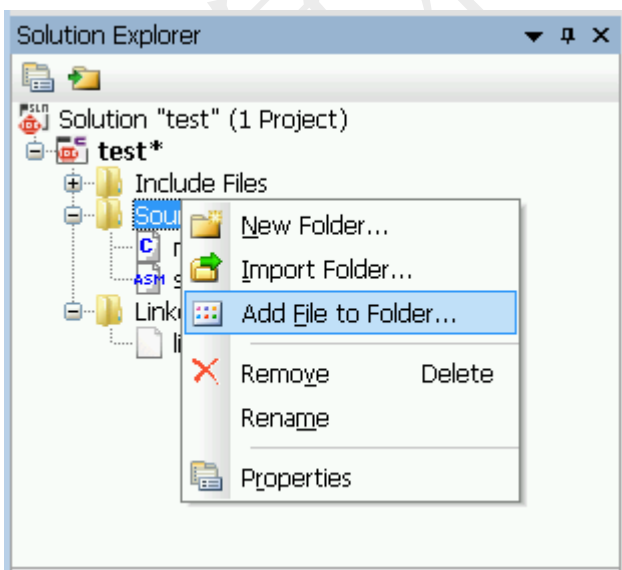 Solution Explorer
Solution "test" (1 Project)
test*
Include Files
New Folder...
Import Folder...
Add File to Folder...
Remove Delete
Rename
Properties